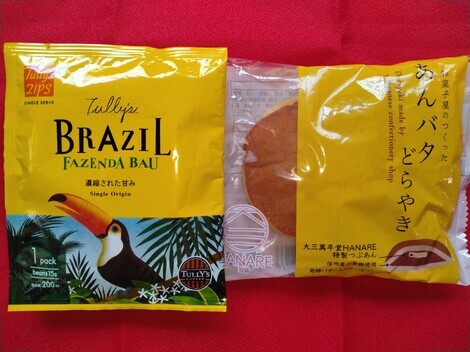 Tully's
ZIPS
SINGLE SERVE
Tully's
BRAZIL
FAZENDA BAU
濃縮された甘み
Single Origin
1 pack
beans15g
200
TULLY'S
和菓子屋のつくった
あんバタ
どらやき
Dorayaki made by
Japanese confectionery shop
大三萬年堂HANARE
特製つぶあん
HANARE